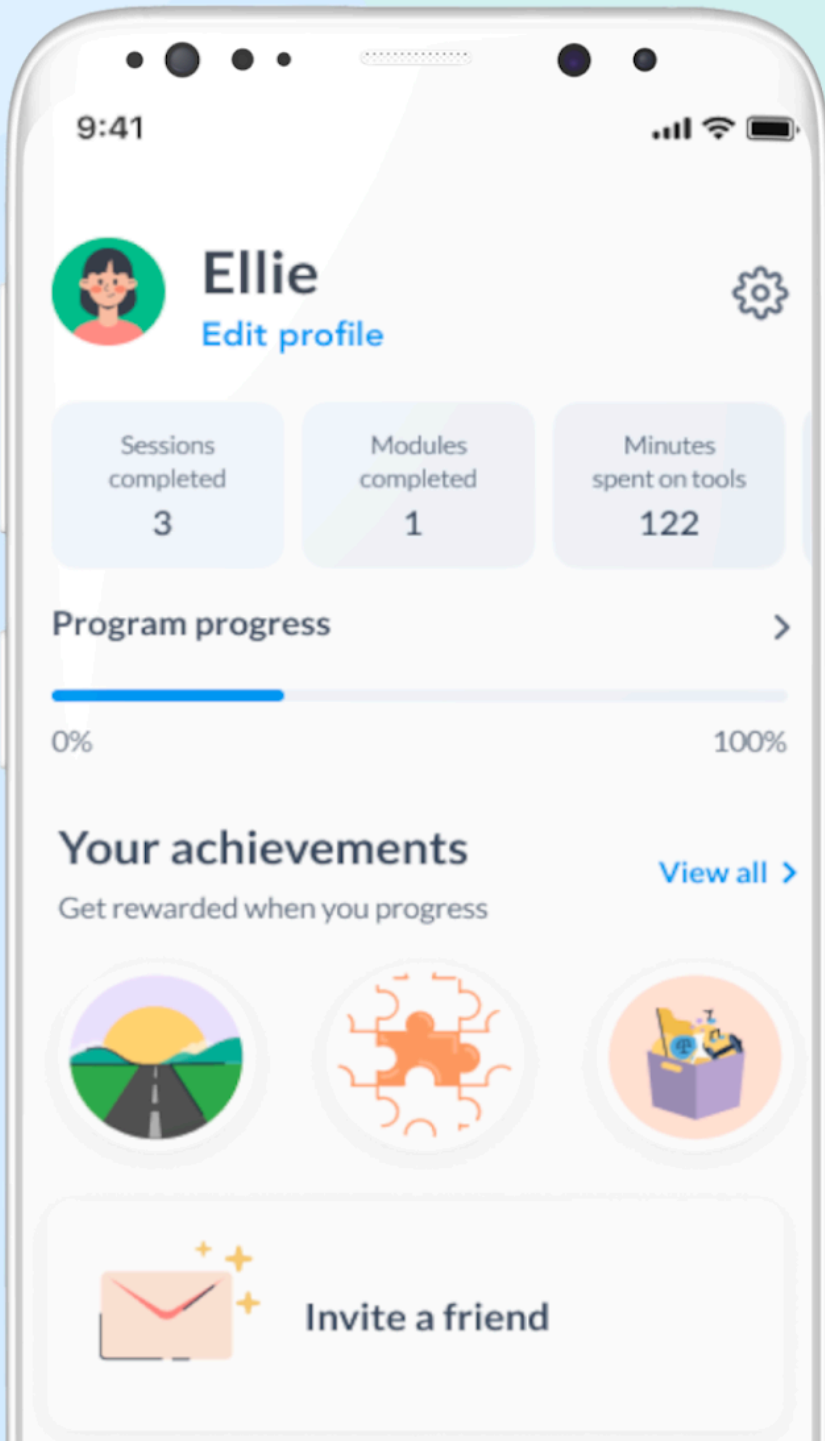 9:41
Ellie
Edit profile
Sessions
completed
3
Modules
completed
1
Minutes
spent on tools
122
Program progress
0%
100%
Your achievements
View all
Get rewarded when you progress
Invite a friend